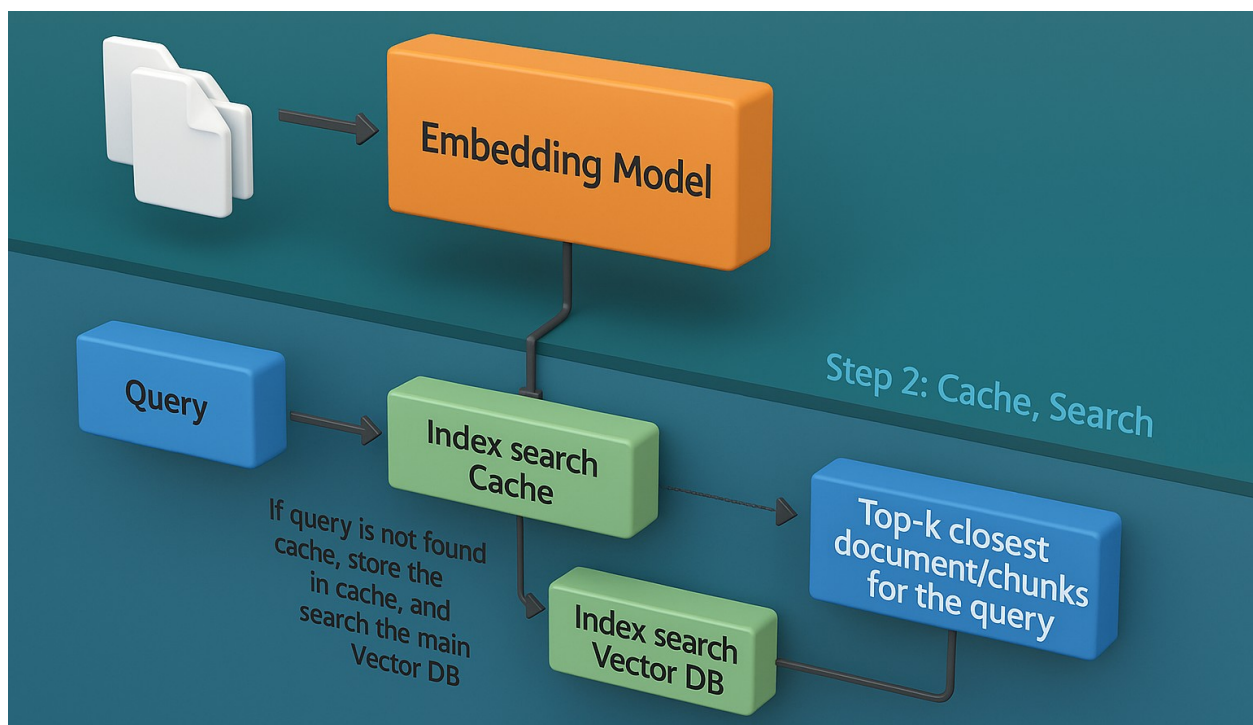 Embedding Model
Step 2: Cache, Search
Query
Index search
Cache
Top-k closest
document/chunks
for the query
If query is not found
cache, store the
in cache, and
search the main
Vector DB
Index search
Vector DB